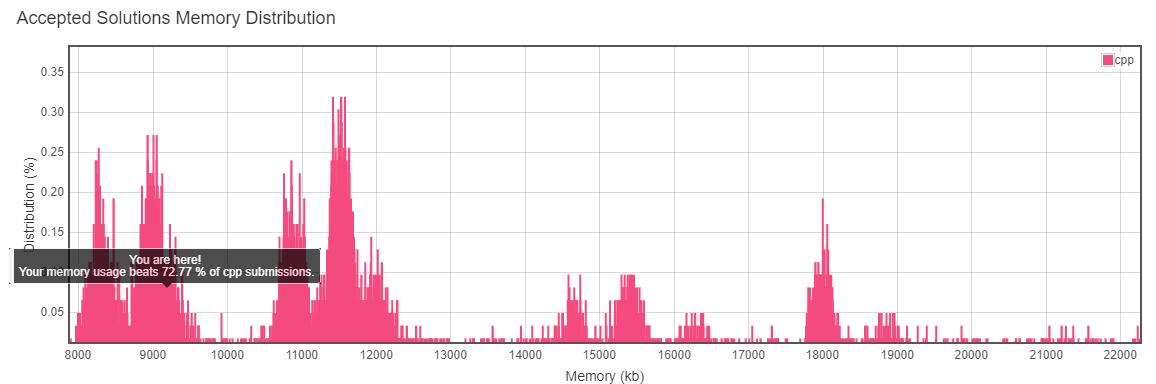 Accepted Solutions Memory Distribution
cpp
0.35
0.30
0.25
0.20
0.15
0.05
Distribution (%)
You are here!
Your memory usage beats 72.77 % of cpp submissions.
8000 9000 10000 11000 12000 13000 14000 15000 16000 17000 18000 19000 20000 21000 22000
Memory (kb)